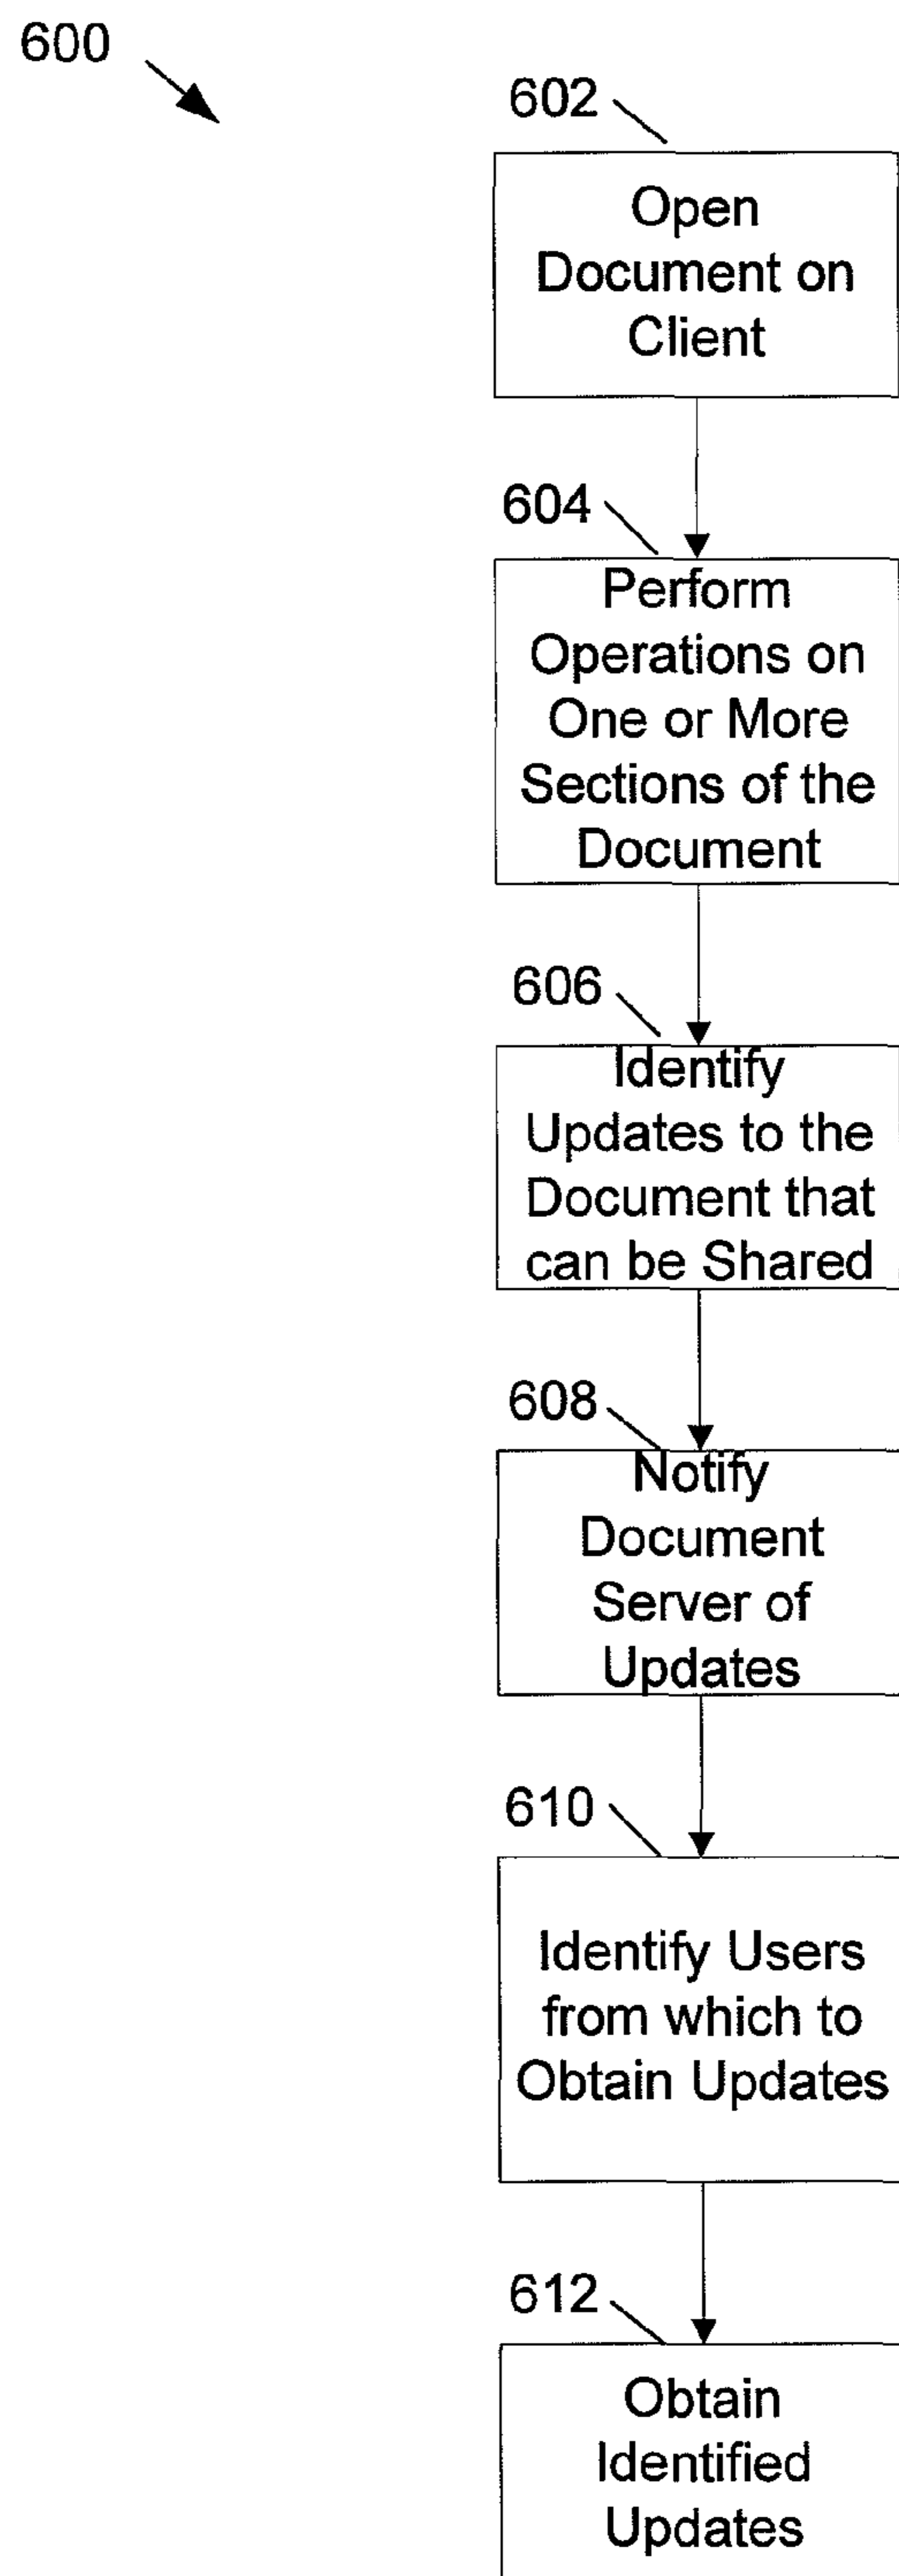 600
602
Open
Document on
Client
604
Perform
Operations on
One or More
Sections of the
Document
606
Identify
Updates to the
Document that
can be Shared
608
Notify
Document
Server of
Updates
610
Identify Users
from which to
Obtain Updates
612
Obtain
Identified
Updates